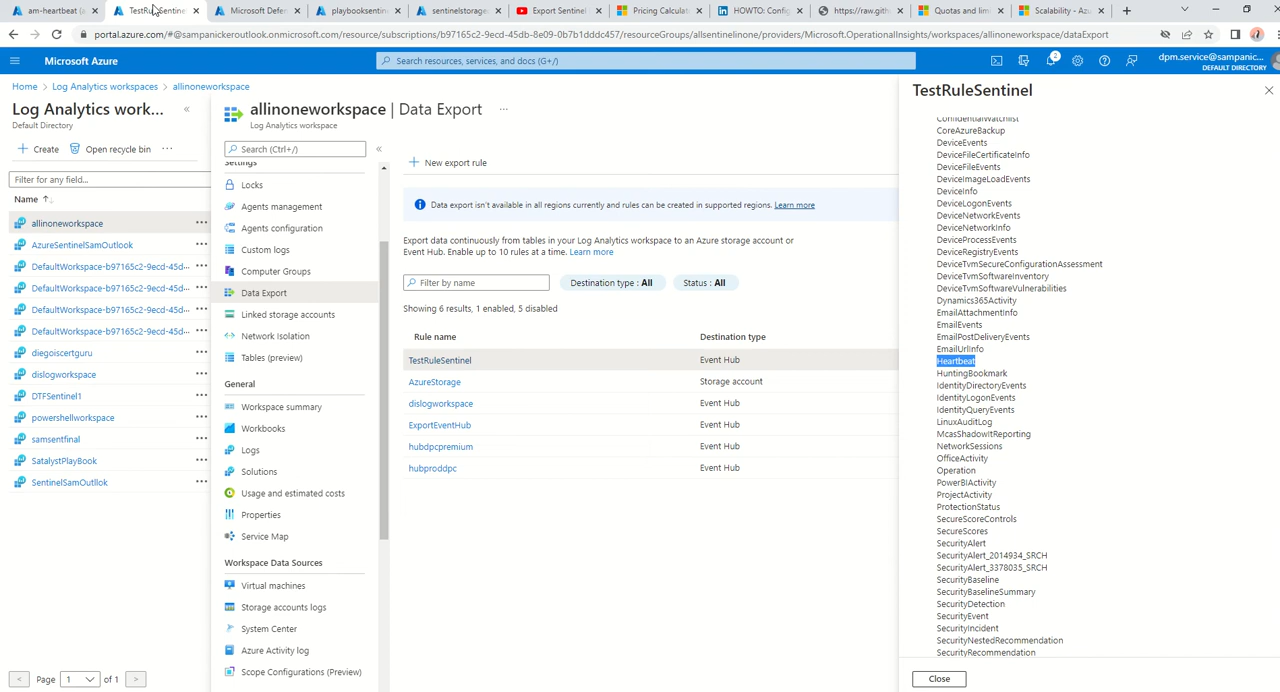 am-heartbeat (a
TestRuleSentine
Microsoft Defen
playbooksentin
sentinelstorage
Export Sentinel
Pricing Calculat
HOWTO: Config
https://raw.gith
Quotas and lim
Scalability - Azu
portal.azure.com/#@sampanickeroutlook.onmicrosoft.com/resource/subscriptions/b97165c2-9ecd-45db-8e09-0b7b1dddc457/resourceGroups/allsentinelinone/providers/Microsoft.OperationalInsights/workspaces/allinoneworkspace/dataExport
Microsoft Azure
Search resources, services, and docs (G+/)
2
dpm.service@sampanic...
DEFAULT DIRECTORY
Home > Log Analytics workspaces > allinoneworkspace
Log Analytics work...
Default Directory
Create
Open recycle bin
Filter for any field...
Name
allinoneworkspace
AzureSentinelSamOutlook
DefaultWorkspace-b97165c2-9ecd-45d...
DefaultWorkspace-b97165c2-9ecd-45d...
DefaultWorkspace-b97165c2-9ecd-45d...
DefaultWorkspace-b97165c2-9ecd-45d...
diegoiscertguru
dislogworkspace
DTFSentinel1
powershellworkspace
samsentfinal
SatalystPlayBook
SentinelSamOutllok
< Page 1 of 1 >
allinoneworkspace | Data Export ...
Log Analytics workspace
Search (Ctrl+/)
Settings
Locks
Agents management
Agents configuration
Custom logs
Computer Groups
Data Export
Linked storage accounts
Network Isolation
Tables (preview)
General
Workspace summary
Workbooks
Logs
Solutions
Usage and estimated costs
Properties
Service Map
Workspace Data Sources
Virtual machines
Storage accounts logs
System Center
Azure Activity log
Scope Configurations (Preview)
New export rule
Data export isn't available in all regions currently and rules can be created in supported regions. Learn more
Export data continuously from tables in your Log Analytics workspace to an Azure storage account or
Event Hub. Enable up to 10 rules at a time. Learn more
Filter by name
Destination type : All
Status : All
Showing 6 results, 1 enabled, 5 disabled
Rule name Destination type
TestRuleSentinel Event Hub
AzureStorage Storage account
dislogworkspace Event Hub
ExportEventHub Event Hub
hubdpcpremium Event Hub
hubproddpc Event Hub
TestRuleSentinel
ConfidentialWatchlist
CoreAzureBackup
DeviceEvents
DeviceFileCertificateInfo
DeviceFileEvents
DeviceImageLoadEvents
DeviceInfo
DeviceLogonEvents
DeviceNetworkEvents
DeviceNetworkInfo
DeviceProcessEvents
DeviceRegistryEvents
DeviceTvmSecureConfigurationAssessment
DeviceTvmSoftwareInventory
DeviceTvmSoftwareVulnerabilities
Dynamics365Activity
EmailAttachmentInfo
EmailEvents
EmailPostDeliveryEvents
EmailUrlInfo
Heartbeat
HuntingBookmark
IdentityDirectoryEvents
IdentityLogonEvents
IdentityQueryEvents
LinuxAuditLog
McasShadowItReporting
NetworkSessions
OfficeActivity
Operation
PowerBIActivity
ProjectActivity
ProtectionStatus
SecureScoreControls
SecureScores
SecurityAlert
SecurityAlert_2014934_SRCH
SecurityAlert_3378035_SRCH
SecurityBaseline
SecurityBaselineSummary
SecurityDetection
SecurityEvent
SecurityIncident
SecurityNestedRecommendation
SecurityRecommendation
Close